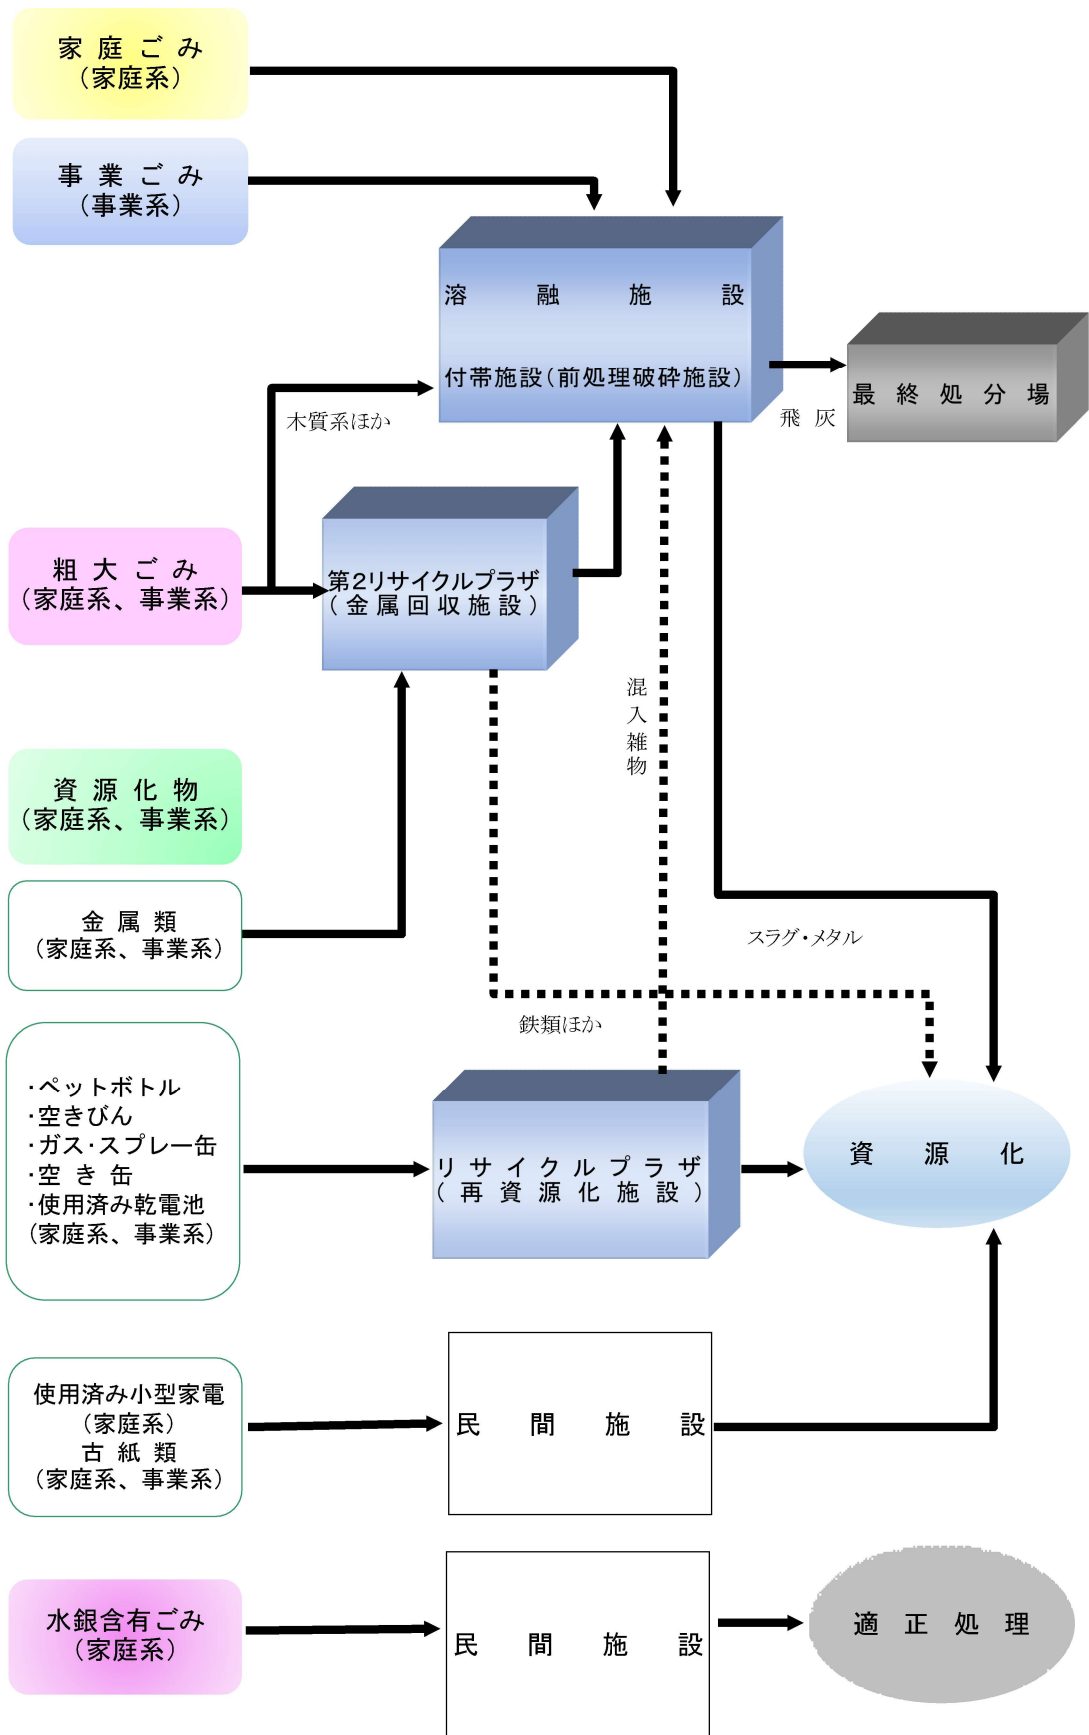 家庭ごみ
（家庭系）
事業ごみ
（事業系）
溶融施設
付帯施設（前処理破砕施設）
最終処分場
飛灰
木質系ほか
粗大ごみ
（家庭系、事業系）
第２リサイクルプラザ
（金属回収施設）
混入雑物
資源化物
（家庭系、事業系）
金属類
（家庭系、事業系）
スラグ・メタル
鉄類ほか
・ペットボトル
・空きびん
・ガス・スプレー缶
・空き缶
・使用済み乾電池
（家庭系、事業系）
リサイクルプラザ
（再資源化施設）
資源化
使用済み小型家電
（家庭系）
古紙類
（家庭系、事業系）
民間施設
水銀含有ごみ
（家庭系）
民間施設
適正処理